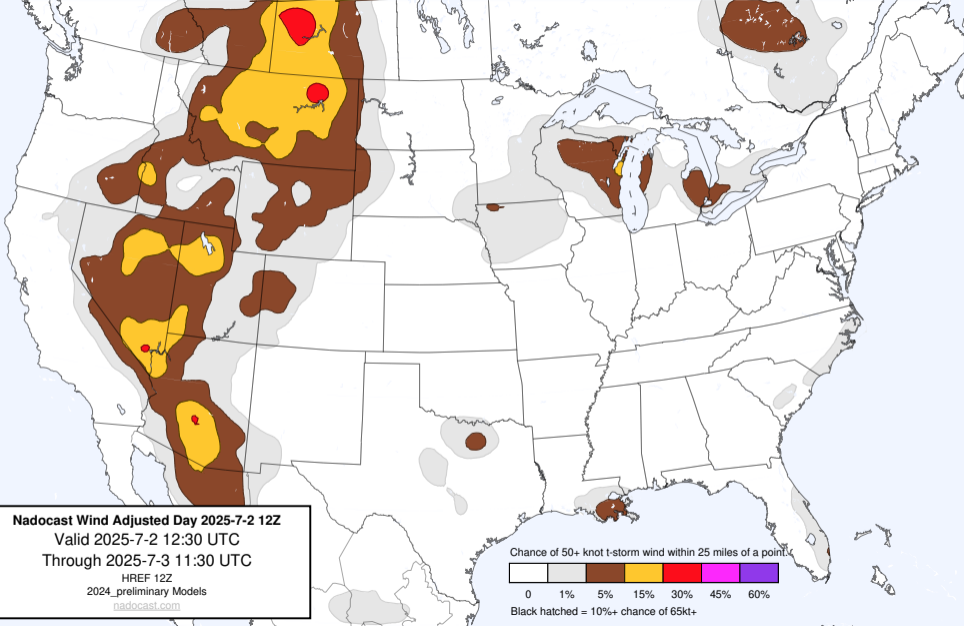 Nadocast Wind Adjusted Day 2025-7-2 12Z
Valid 2025-7-2 12:30 UTC
Through 2025-7-3 11:30 UTC
HREF 12Z
2024_preliminary Models
nadocast.com
Chance of 50+ knot t-storm wind within 25 miles of a point.
0 1% 5% 15% 30% 45% 60%
Black hatched = 10%+ chance of 65kt+